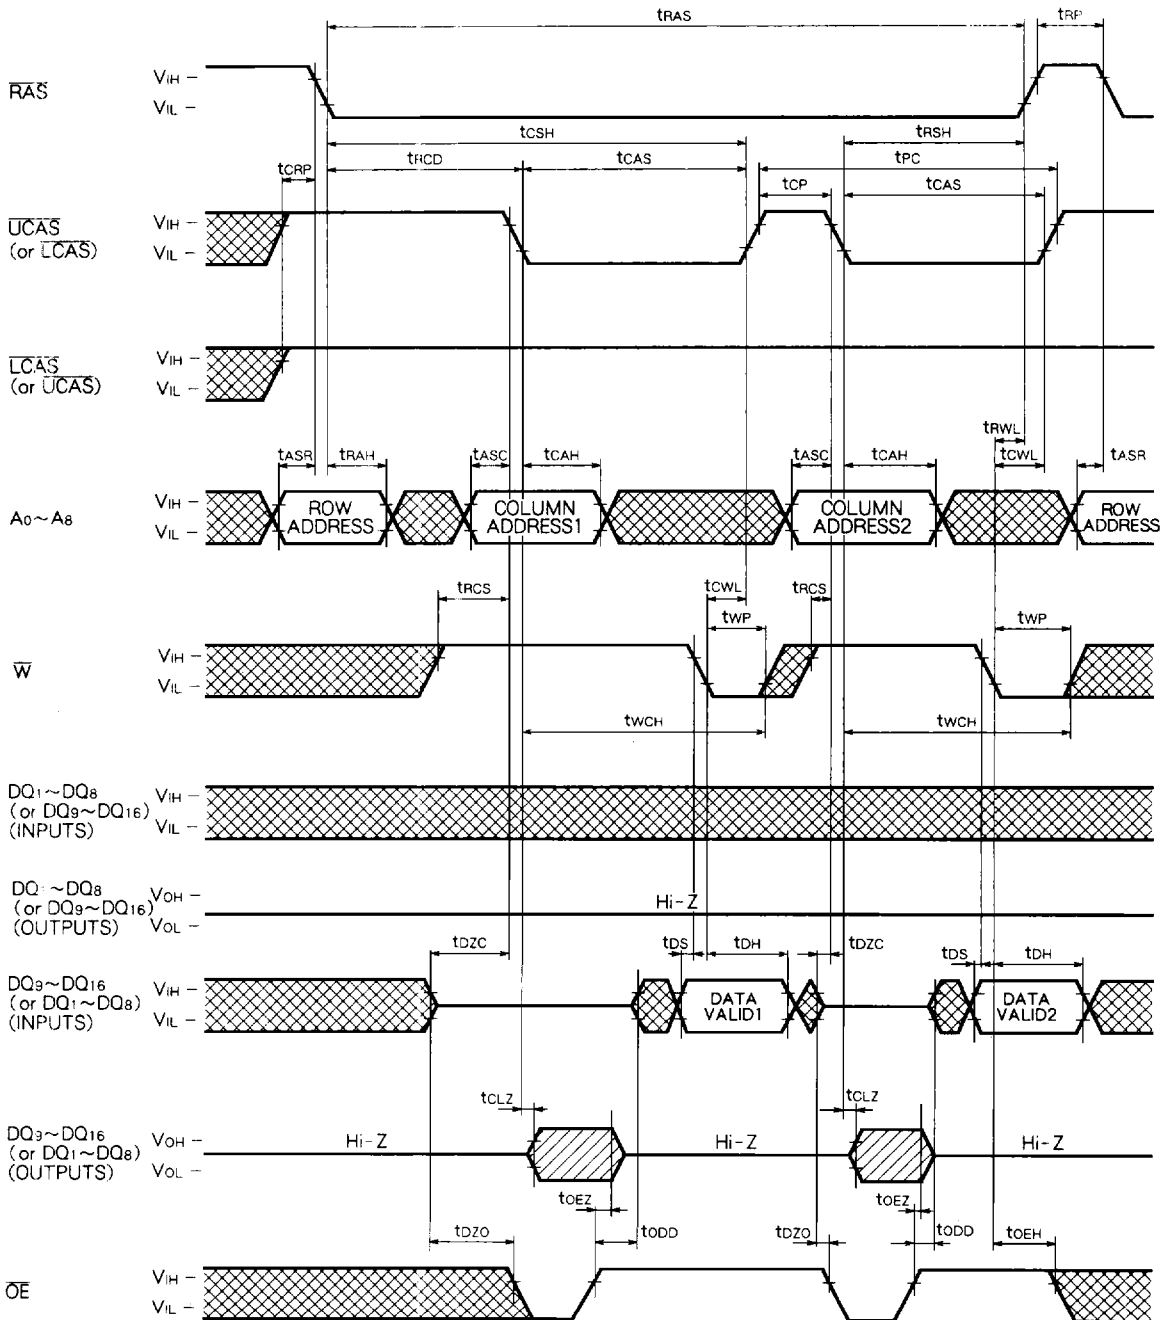 tRAS
tRP
RAS
VIH
VIL
tCSH
tRSH
tCRP
tRCD
tCAS
tPC
tCP
tCAS
UCAS
(or LCAS)
VIH
VIL
LCAS
(or UCAS)
VIH
VIL
tRWL
tASR
tRAH
tASC
tCAH
tASC
tCAH
tCWL
tASR
A0~A8
VIH
VIL
ROW
ADDRESS
COLUMN
ADDRESS1
COLUMN
ADDRESS2
ROW
ADDRESS
tRCS
tCWL
tRCS
tWP
tWP
W
VIH
VIL
tWCH
tWCH
DQ1~DQ8
(or DQ9~DQ16)
(INPUTS)
VIH
VIL
DQ1~DQ8
(or DQ9~DQ16)
(OUTPUTS)
VOH
VOL
Hi-Z
tDZC
tDS
tDH
tDZC
tDS
tDH
DQ9~DQ16
(or DQ1~DQ8)
(INPUTS)
VIH
VIL
DATA
VALID1
DATA
VALID2
tCLZ
tCLZ
DQ9~DQ16
(or DQ1~DQ8)
(OUTPUTS)
VOH
VOL
Hi-Z
Hi-Z
Hi-Z
tOEZ
tOEZ
tDZO
tODD
tDZO
tODD
tOEH
OE
VIH
VIL